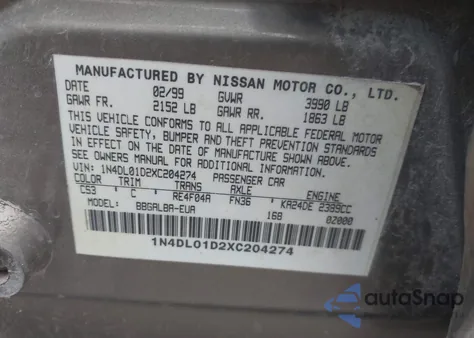 MANUFACTURED BY NISSAN MOTOR CO., LTD.
DATE 02/99 GVWR 3990 LB
GAWR FR. 2152 LB GAWR RR. 1863 LB
THIS VEHICLE CONFORMS TO ALL APPLICABLE FEDERAL MOTOR
VEHICLE SAFETY, BUMPER AND THEFT PREVENTION STANDARDS
IN EFFECT ON THE DATE OF MANUFACTURE SHOWN ABOVE.
SEE OWNERS MANUAL FOR ADDITIONAL INFORMATION.
VIN: 1N4DL01D2XC204274 PASSENGER CAR
COLOR TRIM TRANS AXLE ENGINE
CS3 C RE4F04A FN36 KA24DE 2389CC
MODEL: BBGALBA-EUA 168 02000
1N4DL01D2XC204274
autoSnap